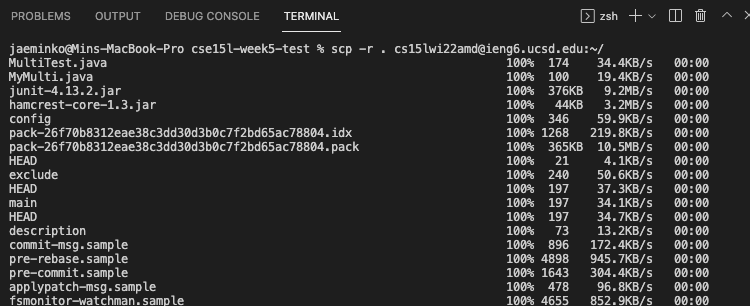 PROBLEMS OUTPUT DEBUG CONSOLE TERMINAL zsh
jaeminko@Mins-MacBook-Pro cse15l-week5-test % scp -r . cs15lwi22amd@ieng6.ucsd.edu:~/
MultiTest.java 100% 174 34.4KB/s 00:00
MyMulti.java 100% 100 19.4KB/s 00:00
junit-4.13.2.jar 100% 376KB 9.2MB/s 00:00
hamcrest-core-1.3.jar 100% 44KB 3.2MB/s 00:00
config 100% 346 59.9KB/s 00:00
pack-26f70b8312eae38c3dd30d3b0c7f2bd65ac78804.idx 100% 1268 219.8KB/s 00:00
pack-26f70b8312eae38c3dd30d3b0c7f2bd65ac78804.pack 100% 365KB 10.5MB/s 00:00
HEAD 100% 21 4.1KB/s 00:00
exclude 100% 240 50.6KB/s 00:00
HEAD 100% 197 37.3KB/s 00:00
main 100% 197 34.1KB/s 00:00
HEAD 100% 197 34.7KB/s 00:00
description 100% 73 13.2KB/s 00:00
commit-msg.sample 100% 896 172.4KB/s 00:00
pre-rebase.sample 100% 4898 945.7KB/s 00:00
pre-commit.sample 100% 1643 304.4KB/s 00:00
applypatch-msg.sample 100% 478 96.8KB/s 00:00
fsmonitor-watchman.sample 100% 4655 852.9KB/s 00:00